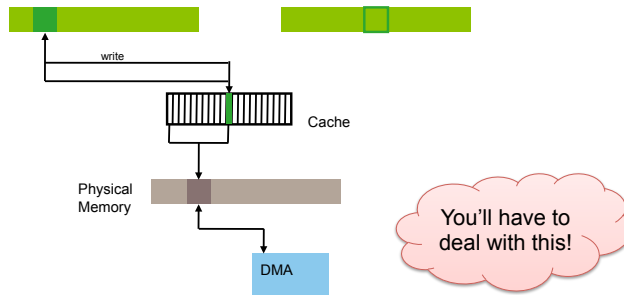 write
Cache
Physical
Memory
You'll have to
deal with this!
DMA